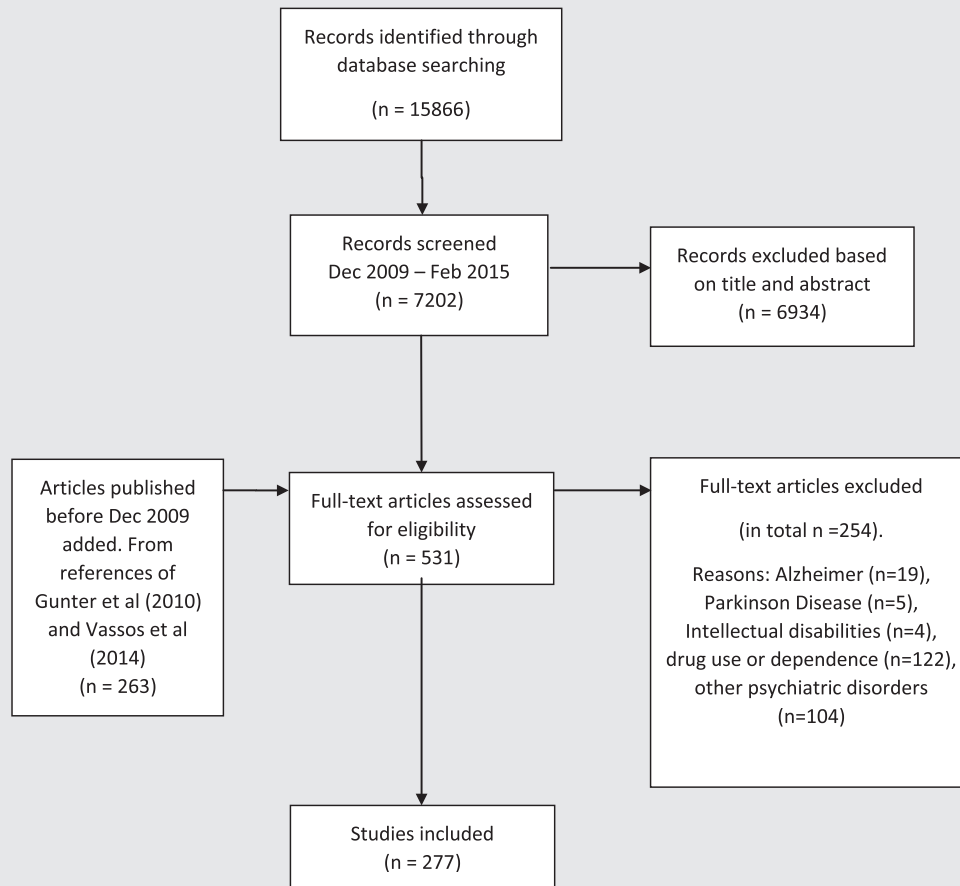 Records identified through
database searching
(n = 15866)
Records screened
Dec 2009 – Feb 2015
(n = 7202)
Records excluded based
on title and abstract
(n = 6934)
Articles published
before Dec 2009
added. From
references of
Gunter et al (2010)
and Vassos et al
(2014)
(n = 263)
Full-text articles assessed
for eligibility
(n = 531)
Full-text articles excluded
(in total n =254).
Reasons: Alzheimer (n=19),
Parkinson Disease (n=5),
Intellectual disabilities (n=4),
drug use or dependence (n=122),
other psychiatric disorders
(n=104)
Studies included
(n = 277)